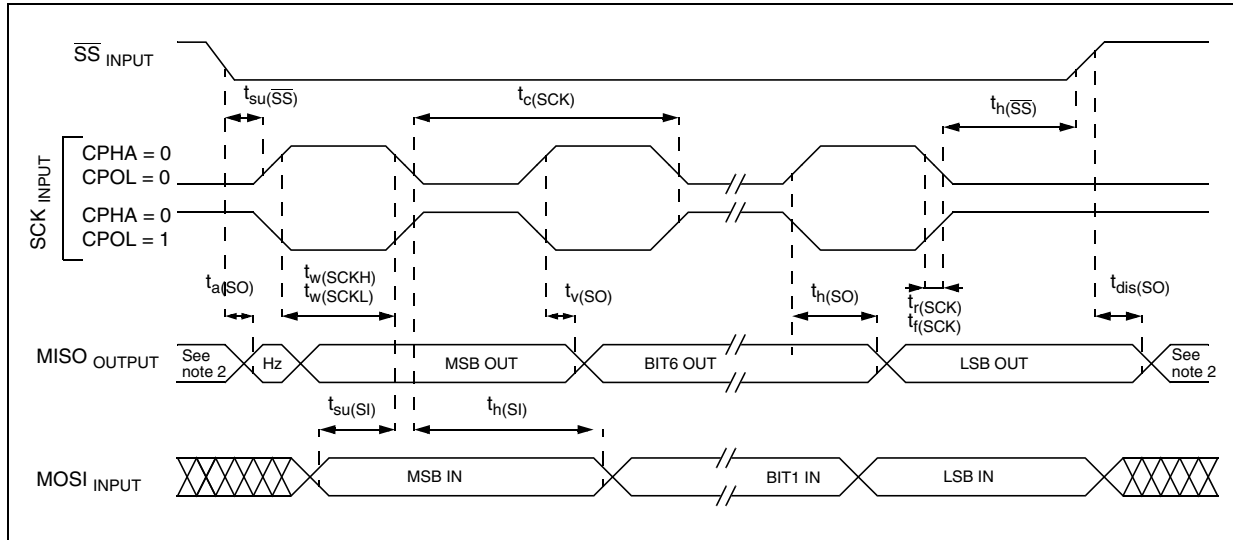 SS INPUT
tsu(SS)
tc(SCK)
th(SS)
SCK INPUT
CPHA = 0
CPOL = 0
CPHA = 0
CPOL = 1
ta(SO)
tw(SCKH)
tw(SCKL)
tv(SO)
th(SO)
tr(SCK)
tf(SCK)
tdis(SO)
MISO OUTPUT
See
note 2
Hz
MSB OUT
BIT6 OUT
LSB OUT
See
note 2
tsu(SI)
th(SI)
MOSI INPUT
MSB IN
BIT1 IN
LSB IN